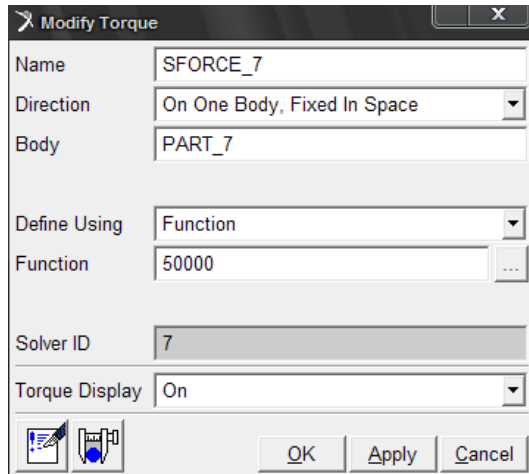 Modify Torque
x
Name SFORCE_7
Direction On One Body, Fixed In Space
Body PART_7
Define Using Function
Function 50000 ...
Solver ID 7
Torque Display On
OK Apply Cancel